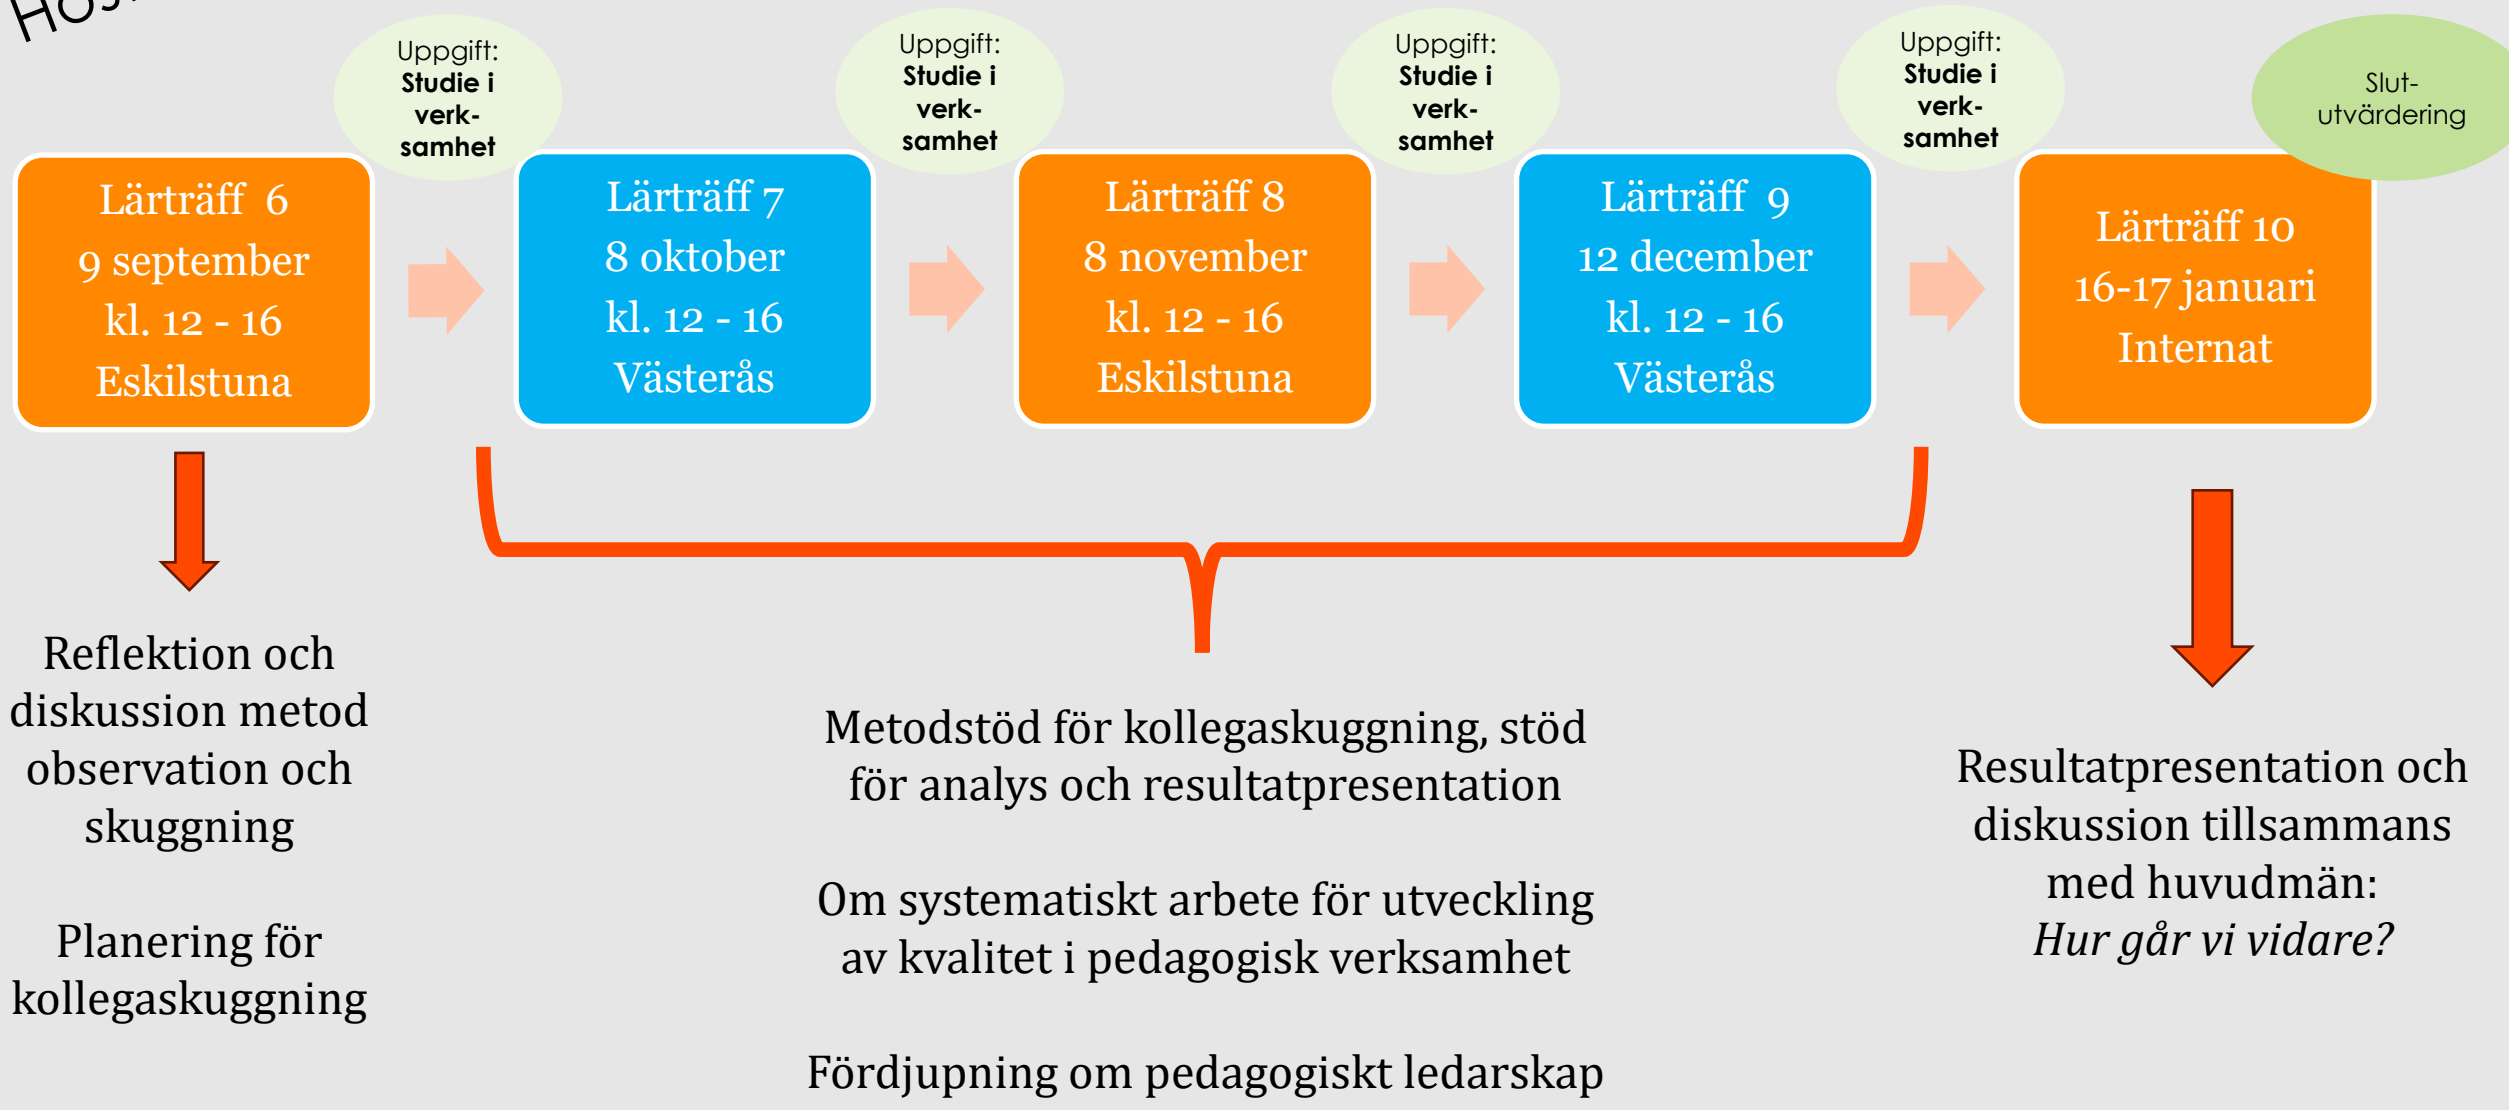 Uppgift:
Studie i
verk-
samhet
Uppgift:
Studie i
verk-
samhet
Uppgift:
Studie i
verk-
samhet
Uppgift:
Studie i
verk-
samhet
Slut-
utvärdering
Lärträff 6
9 september
kl. 12 - 16
Eskilstuna
Lärträff 7
8 oktober
kl. 12 - 16
Västerås
Lärträff 8
8 november
kl. 12 - 16
Eskilstuna
Lärträff 9
12 december
kl. 12 - 16
Västerås
Lärträff 10
16-17 januari
Internat
Reflektion och
diskussion metod
observation och
skuggning
Planering för
kollegaskuggning
Metodstöd för kollegaskuggning, stöd
för analys och resultatpresentation
Om systematiskt arbete för utveckling
av kvalitet i pedagogisk verksamhet
Fördjupning om pedagogiskt ledarskap
Resultatpresentation och
diskussion tillsammans
med huvudmän:
Hur går vi vidare?